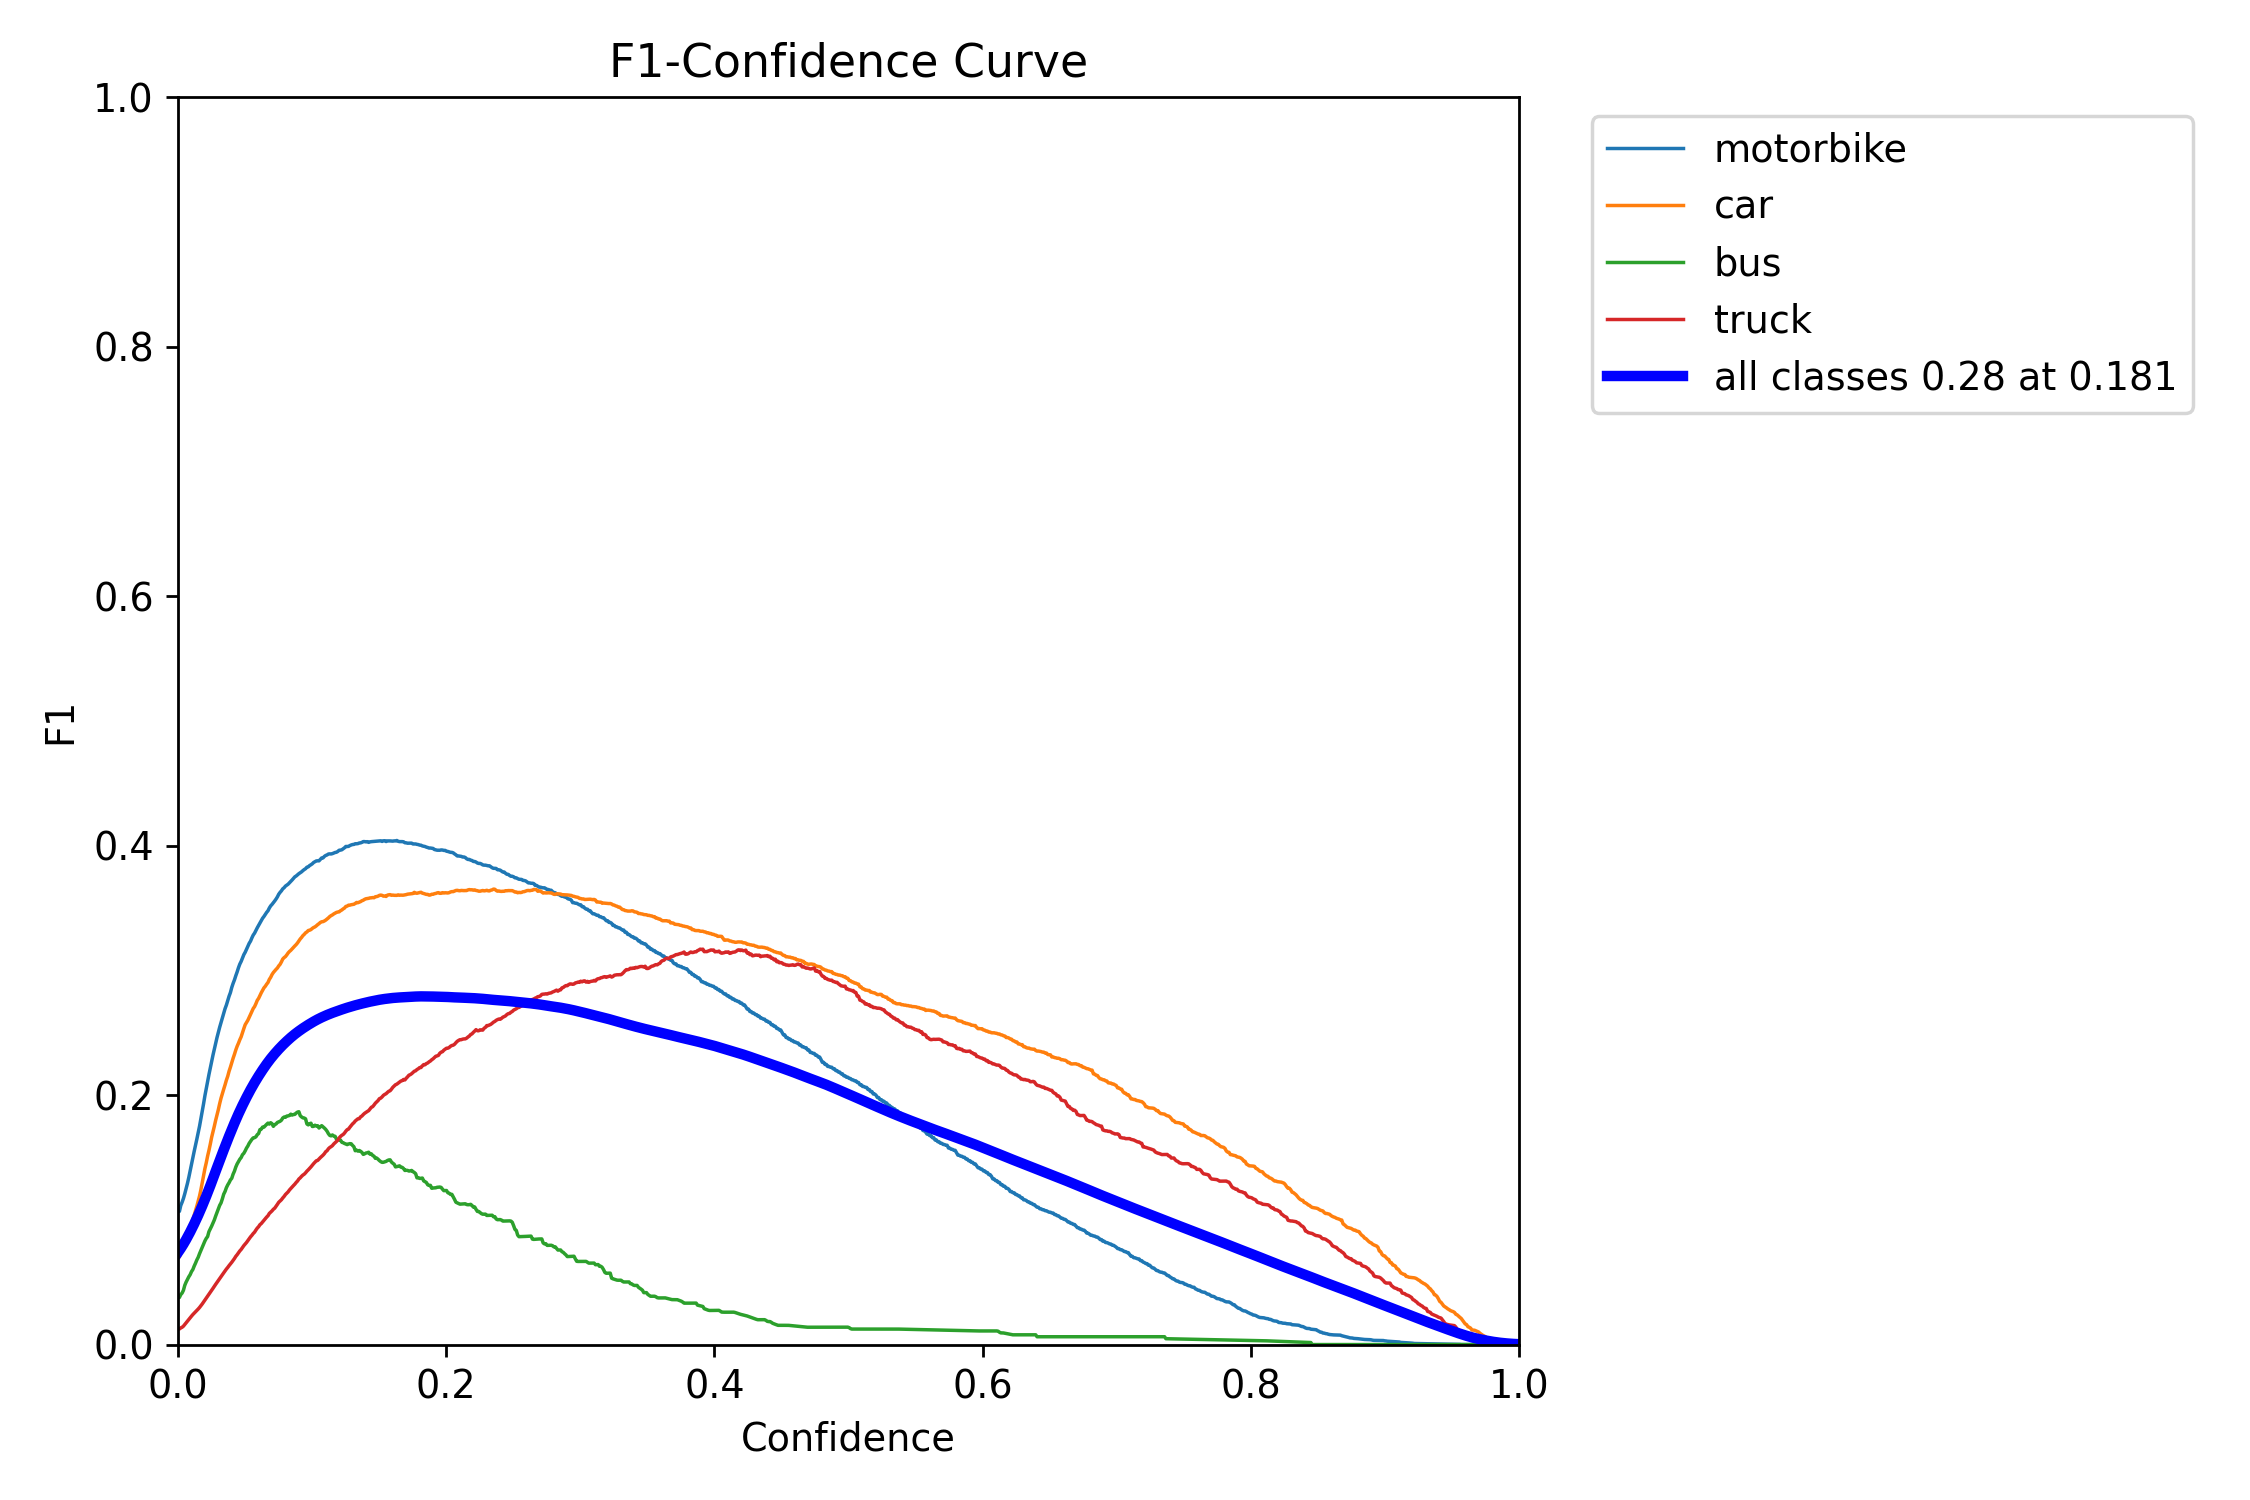 F1-Confidence Curve
1.0
0.8
0.6
0.4
0.2
0.0
F1
0.0 0.2 0.4 0.6 0.8 1.0
Confidence
motorbike
car
bus
truck
all classes 0.28 at 0.181